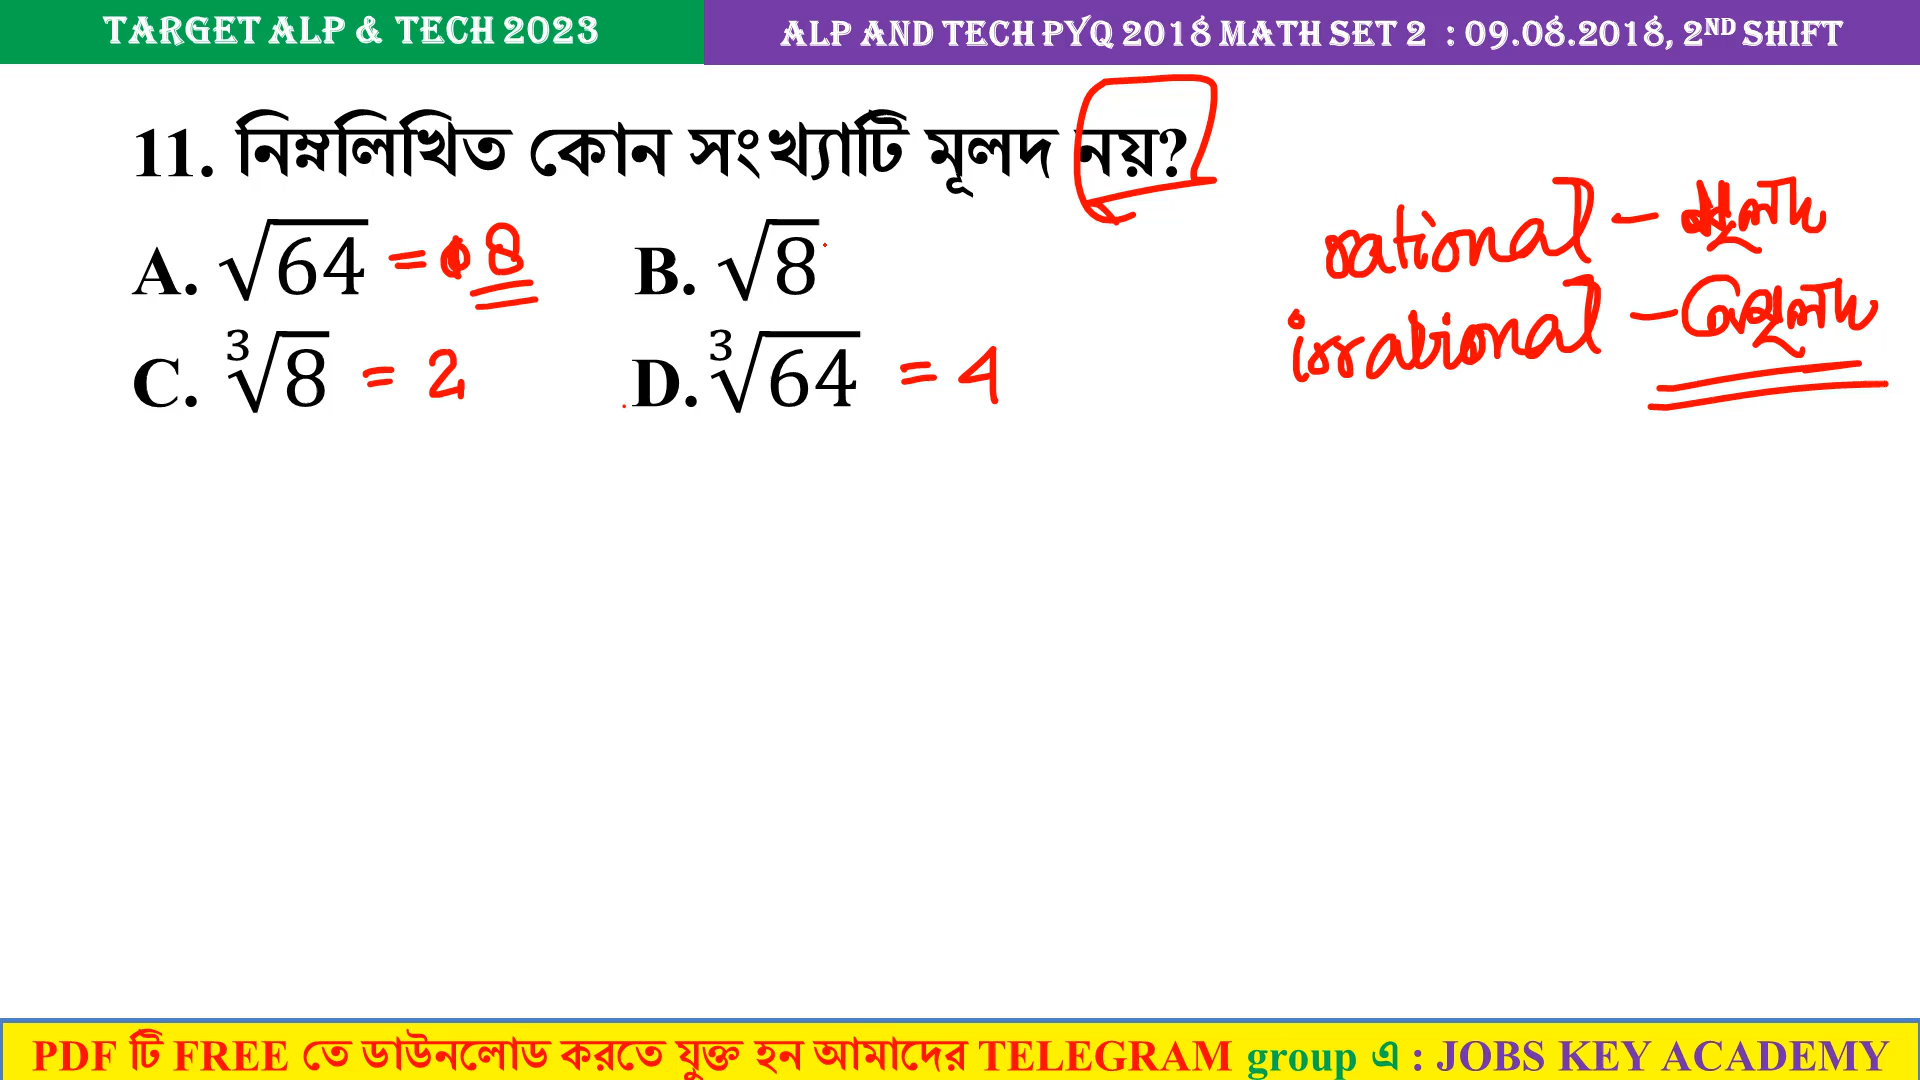 TARGET ALP & TECH 2023
ALP AND TECH PYQ 2018 MATH SET 2 : 09.08.2018, 2ND SHIFT
11. নিম্নলিখিত কোন সংখ্যাটি মূলদ নয়?
A. √64 = 8 B. √8
C. ∛8 = 2 D. ∛64 = 4
rational – মূলদ
irrational –
PDF টি FREE তে ডাউনলোড করতে যুক্ত হন আমাদের TELEGRAM group এ : JOBS KEY ACADEMY